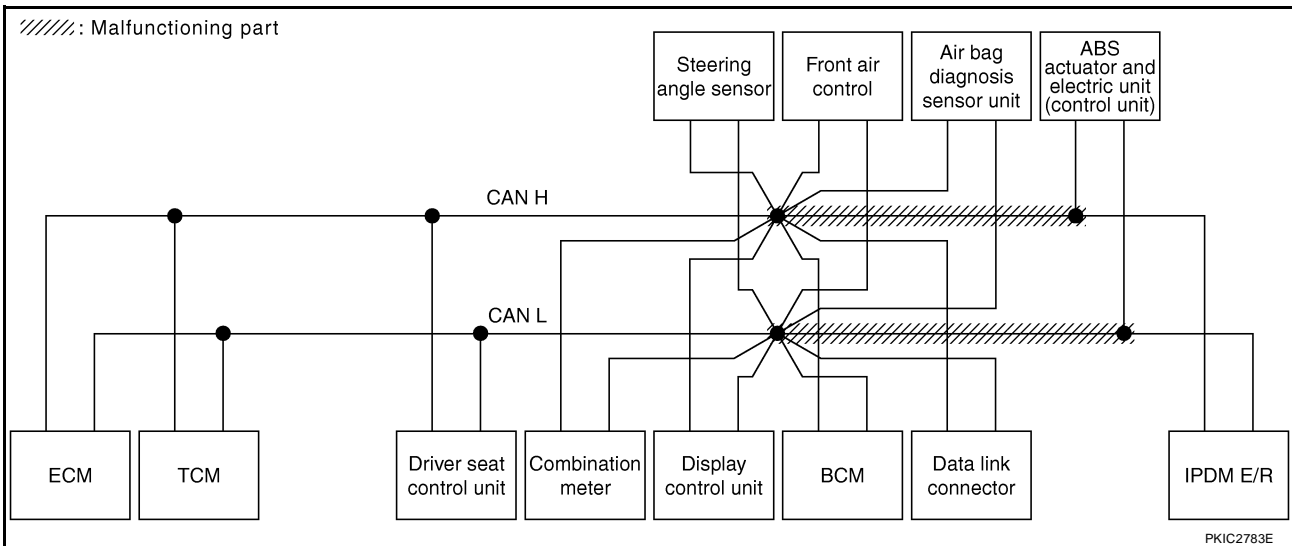 : Malfunctioning part
Steering
angle sensor
Front air
control
Air bag
diagnosis
sensor unit
ABS
actuator and
electric unit
(control unit)
CAN H
CAN L
ECM
TCM
Driver seat
control unit
Combination
meter
Display
control unit
BCM
Data link
connector
IPDM E/R
PKIC2783E